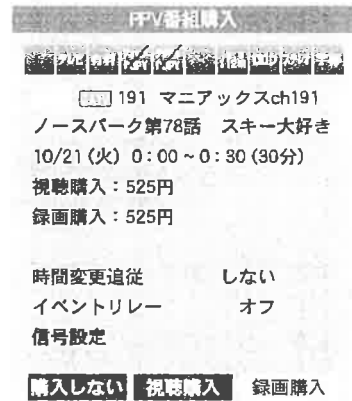 PPV番組購入
191 マニアックスch191
ノースパーク第78話 スキー大好き
10/21(火) 0:00~0:30(30分)
視聴購入:525円
録画購入:525円
時間変更追従 しない
イベントリレー オフ
信号設定
購入しない 視聴購入 録画購入